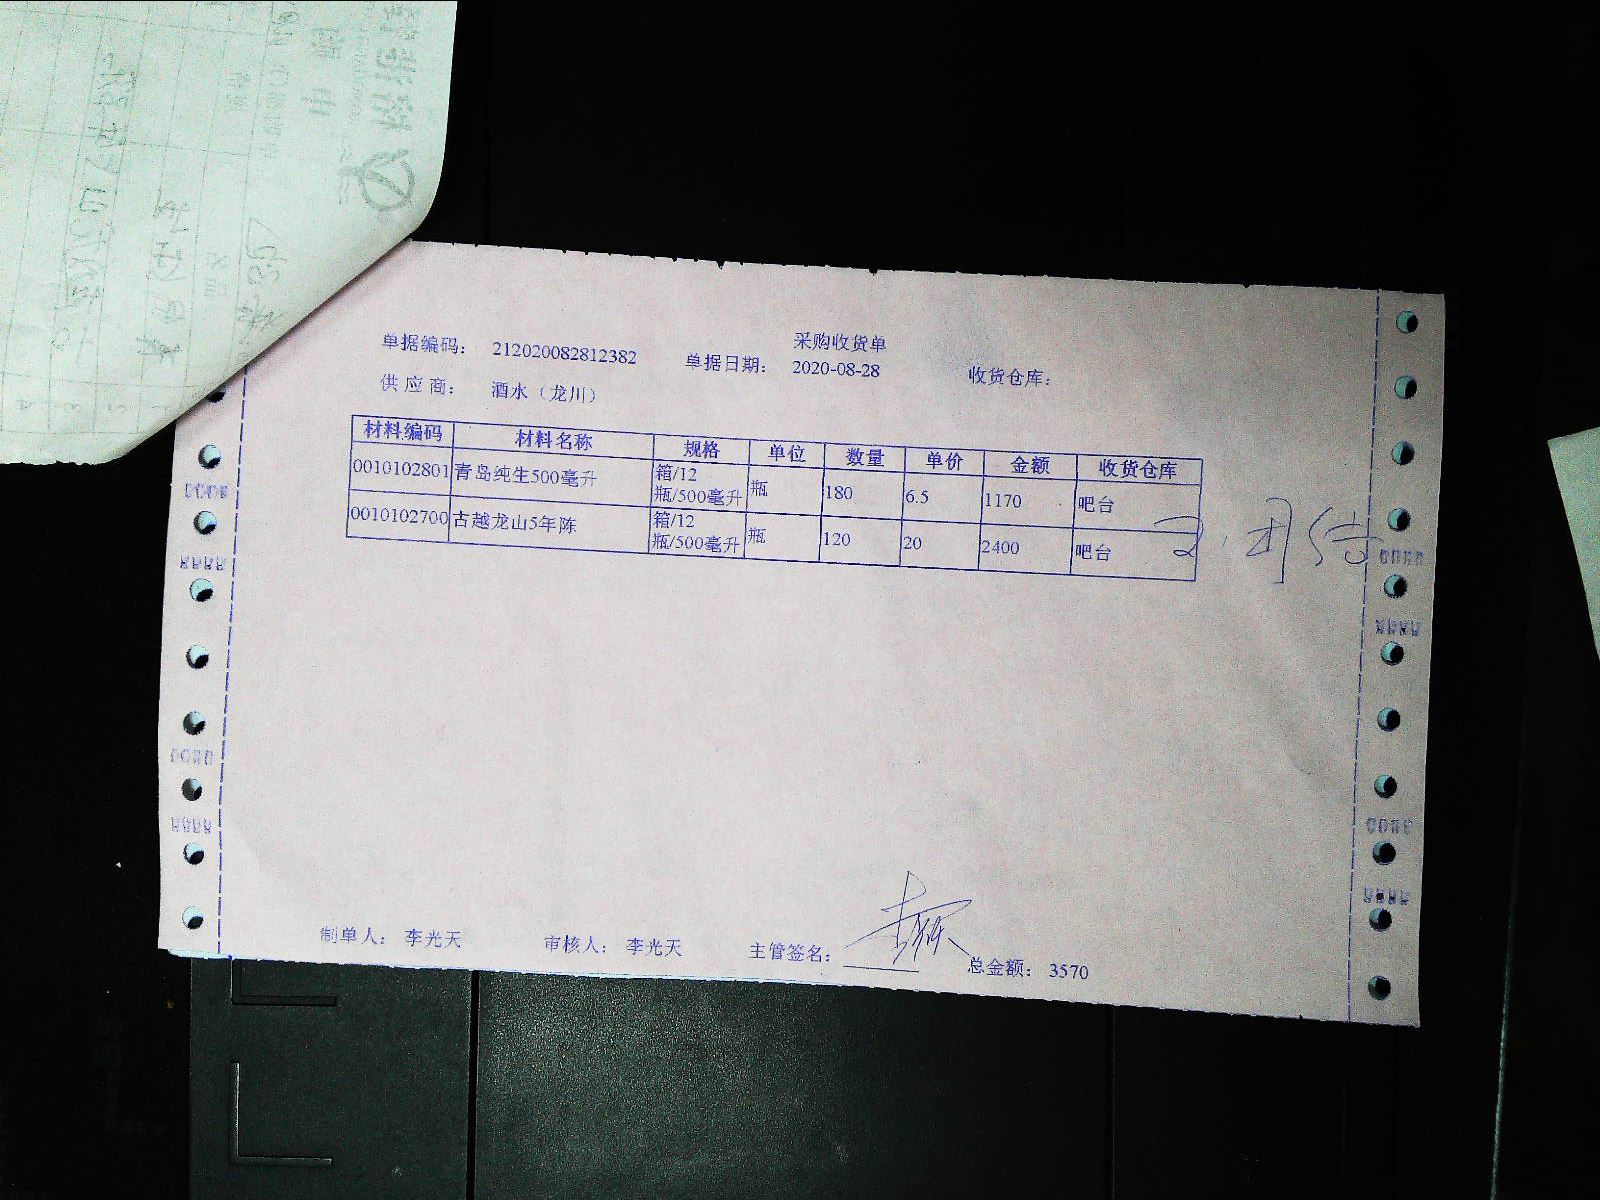 采购收货单
单据编码： 212020082812382 单据日期： 2020-08-28 收货仓库：
供应商： 酒水（龙川）
材料编码 材料名称 规格 单位 数量 单价 金额 收货仓库
0010102801 青岛纯生500毫升 箱/12瓶/500毫升 瓶 180 6.5 1170 吧台
0010102700 古越龙山5年陈 箱/12瓶/500毫升 瓶 120 20 2400 吧台
制单人： 李光天 审核人： 李光天 主管签名： 总金额： 3570